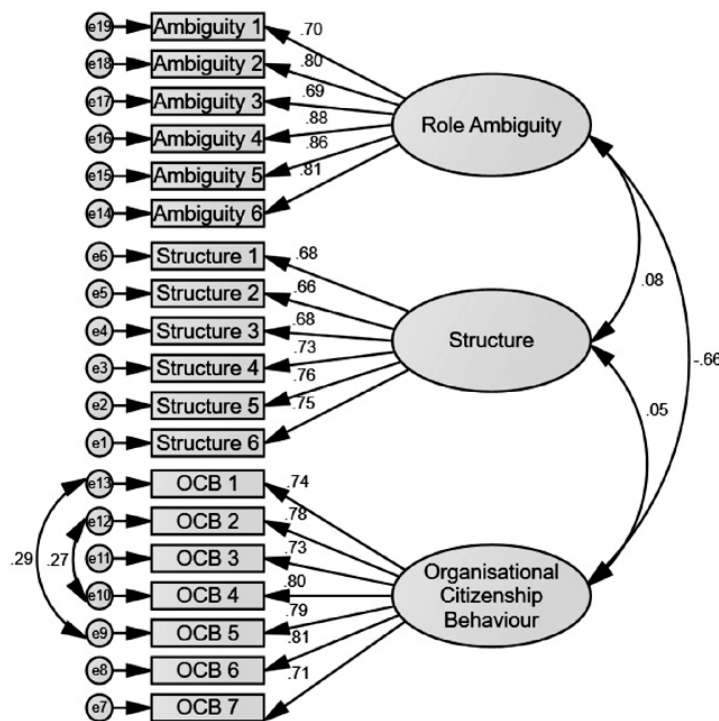 e19 Ambiguity 1 .70
e18 Ambiguity 2 .80
e17 Ambiguity 3 .69
e16 Ambiguity 4 .88
e15 Ambiguity 5 .86
e14 Ambiguity 6 .81
Role Ambiguity
e6 Structure 1 .68
e5 Structure 2 .66
e4 Structure 3 .68
e3 Structure 4 .73
e2 Structure 5 .76
e1 Structure 6 .75
Structure
.08
-.66
.05
e13 OCB 1 .74
e12 OCB 2 .78
e11 OCB 3 .73
e10 OCB 4 .80
e9 OCB 5 .79
e8 OCB 6 .81
e7 OCB 7 .71
.29
.27
Organisational
Citizenship
Behaviour